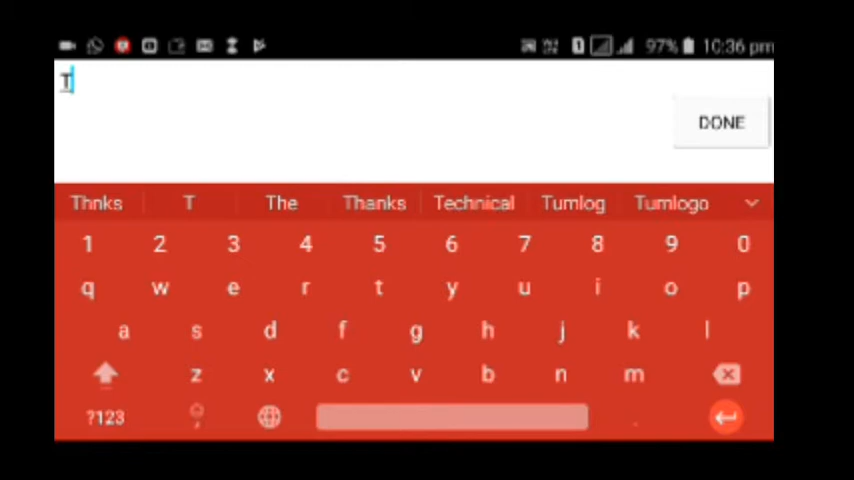 97% 10:36 pm
T
DONE
Thnks T The Thanks Technical Tumlog Tumlogo
1 2 3 4 5 6 7 8 9 0
q w e r t y u i o p
a s d f g h j k l
z x c v b n m
?123 , .